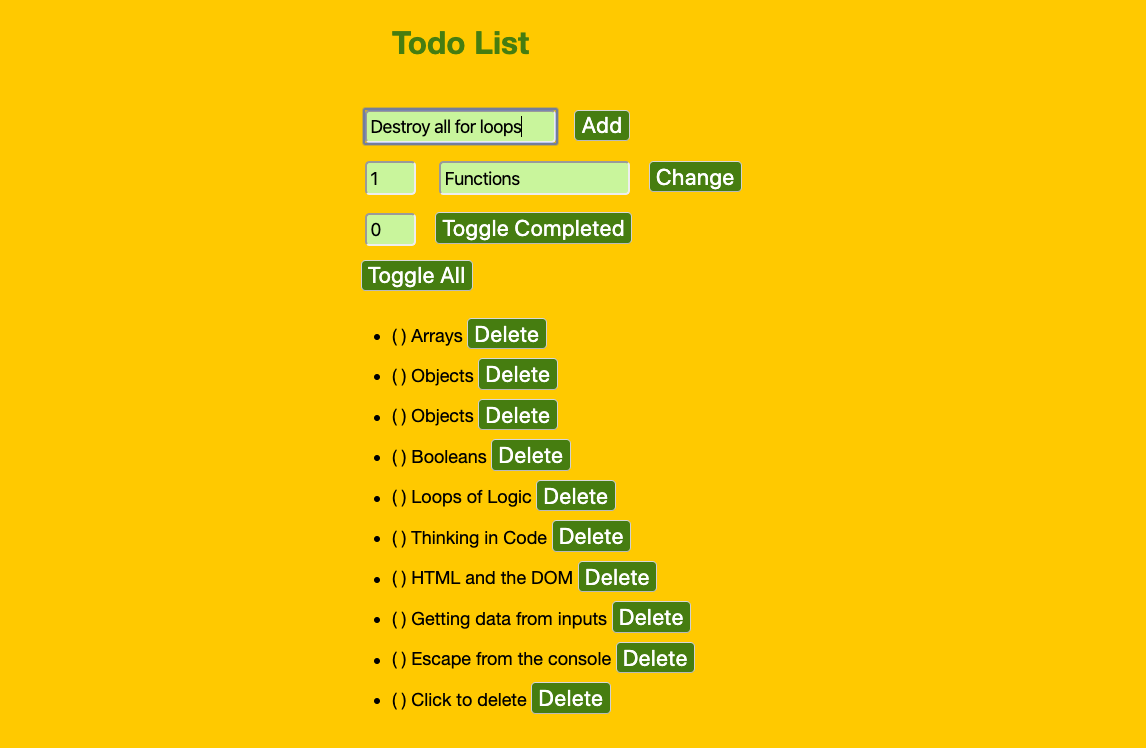 Todo List
Destroy all for loops Add
1 Functions Change
0 Toggle Completed
Toggle All
• ( ) Arrays Delete
• ( ) Objects Delete
• ( ) Objects Delete
• ( ) Booleans Delete
• ( ) Loops of Logic Delete
• ( ) Thinking in Code Delete
• ( ) HTML and the DOM Delete
• ( ) Getting data from inputs Delete
• ( ) Escape from the console Delete
• ( ) Click to delete Delete